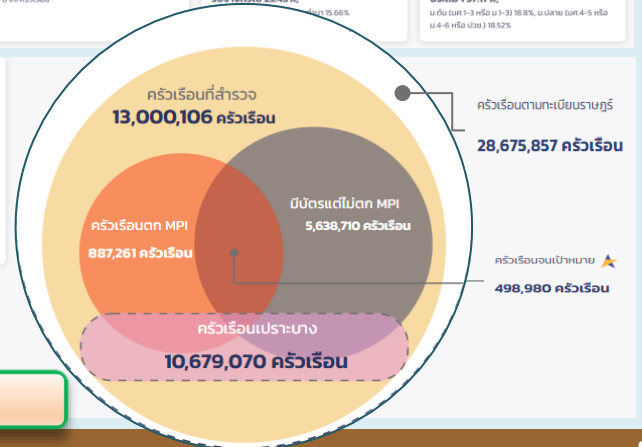 15.66%
ม.ต้น (มศ.1-3 หรือ ม.1-3) 18.8%, ม.ปลาย (มศ.4-5 หรือ
ม.4-6 หรือ ปวช.) 18.52%
ครัวเรือนที่สำรวจ
13,000,106 ครัวเรือน
ครัวเรือนตามทะเบียนราษฎร์
28,675,857 ครัวเรือน
มีบัตรแต่ไม่ตก MPI
5,638,710 ครัวเรือน
ครัวเรือนตก MPI
887,261 ครัวเรือน
ครัวเรือนจนเป้าหมาย
498,980 ครัวเรือน
ครัวเรือนเปราะบาง
10,679,070 ครัวเรือน